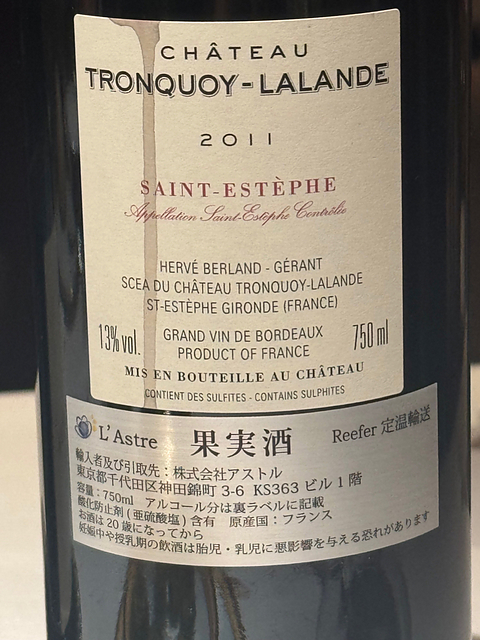 CHÂTEAU
TRONQUOY-LALANDE
2011
SAINT-ESTÈPHE
Appellation Saint-Estèphe Contrôlée
HERVÉ BERLAND - GÉRANT
SCEA DU CHÂTEAU TRONQUOY-LALANDE
ST-ESTÈPHE GIRONDE (FRANCE)
13% vol. GRAND VIN DE BORDEAUX 750 ml
PRODUCT OF FRANCE
MIS EN BOUTEILLE AU CHÂTEAU
CONTIENT DES SULFITES - CONTAINS SULPHITES
L'Astre 果実酒 Reefer 定温輸送
輸入者及び引取先：株式会社アストル
東京都千代田区神田錦町 3-6 KS363 ビル 1 階
容量：750ml アルコール分は裏ラベルに記載
酸化防止剤 (亜硫酸塩) 含有 原産国：フランス
お酒は 20 歳になってから
妊娠中や授乳期の飲酒は胎児・乳児に悪影響を与える恐れがあります